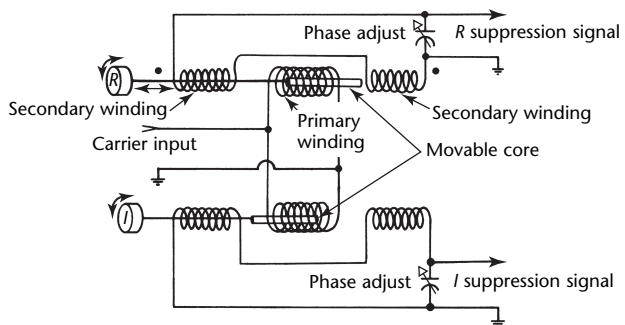 Phase adjust
R suppression signal
R
Secondary winding
Secondary winding
Primary
winding
Carrier input
Movable core
I
Phase adjust
I suppression signal